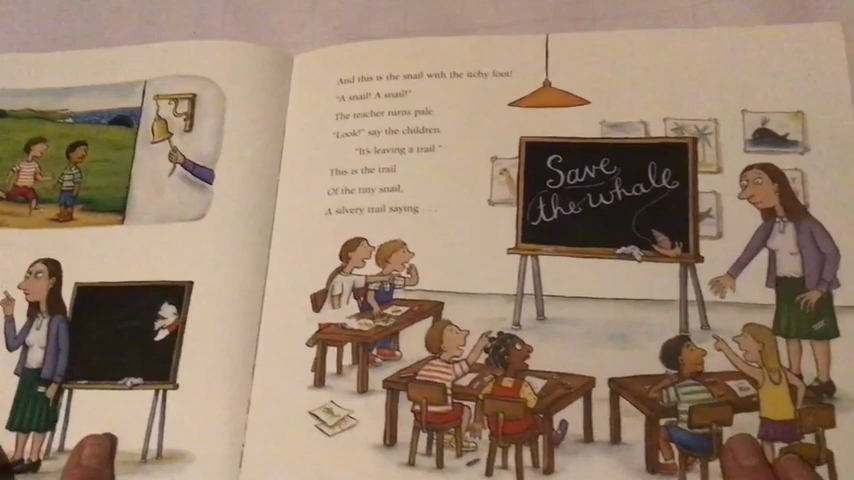 And this is the snail with the itchy foot!
"A snail! A snail!"
The teacher turns pale.
"Look!" say the children.
"It's leaving a trail."
This is the trail
Of the tiny snail,
A silvery trail saying . . .
Save
the whale